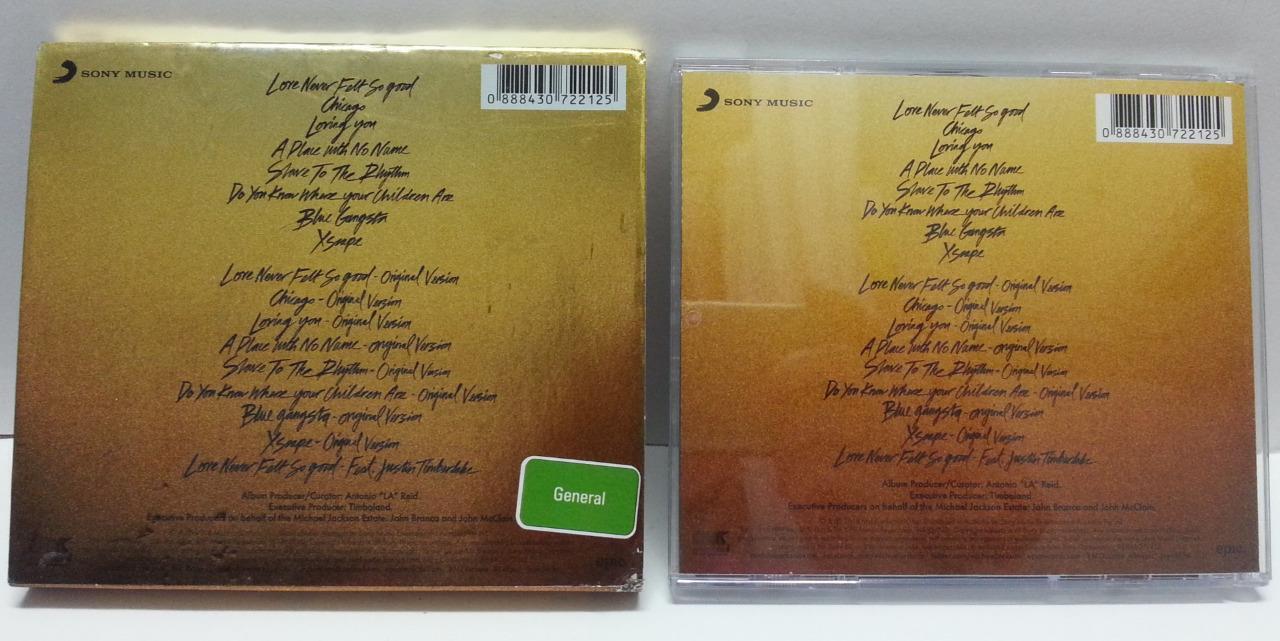 SONY MUSIC
0 888430 722125
Love Never Felt So good
Chicago
Loving you
A Place with No Name
Slave To The Rhythm
Do You Know Where your Children Are
Blue Gangsta
Xscape
Love Never Felt So good - Original Version
Chicago - Original Version
Loving you - Original Version
A Place with No Name - original Version
Slave To The Rhythm - Original Version
Do You Know Where your Children Are - Original Version
Blue gangsta - original Version
Xscape - Original Version
Love Never Felt So good - Feat. Justin Timberlake
Album Producer/Curator: Antonio "LA" Reid.
Executive Producer: Timbaland.
Executive Producers on behalf of the Michael Jackson Estate: John Branca and John McClain
General
epic
SONY MUSIC
0 888430 722125
Love Never Felt So good
Chicago
Loving you
A Place with No Name
Slave To The Rhythm
Do You Know Where your Children Are
Blue Gangsta
Xscape
Love Never Felt So good - Original Version
Chicago - Original Version
Loving you - Original Version
A Place with No Name - original Version
Slave To The Rhythm - Original Version
Do You Know Where your Children Are - Original Version
Blue gangsta - original Version
Xscape - Original Version
Love Never Felt So good - Feat. Justin Timberlake
Album Producer/Curator: Antonio "LA" Reid.
Executive Producer: Timbaland.
Executive Producers on behalf of the Michael Jackson Estate: John Branca and John McClain.
epic